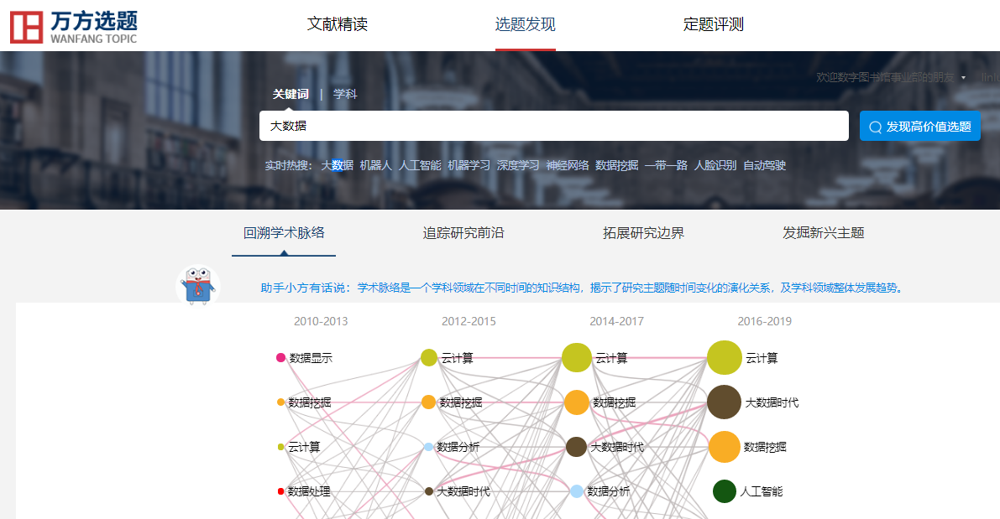 万方选题
WANFANG TOPIC
文献精读 选题发现 定题评测
欢迎数字图书馆事业部的朋友
关键词 | 学科
大数据
发现高价值选题
实时热搜： 大数据 机器人 人工智能 机器学习 深度学习 神经网络 数据挖掘 一带一路 人脸识别 自动驾驶
回溯学术脉络 追踪研究前沿 拓展研究边界 发掘新兴主题
助手小方有话说：学术脉络是一个学科领域在不同时间的知识结构，揭示了研究主题随时间变化的演化关系，及学科领域整体发展趋势。
2010-2013 2012-2015 2014-2017 2016-2019
数据显示 云计算 云计算 云计算
数据挖掘 数据挖掘 数据挖掘 大数据时代
云计算 数据分析 大数据时代 数据挖掘
数据处理 大数据时代 数据分析 人工智能